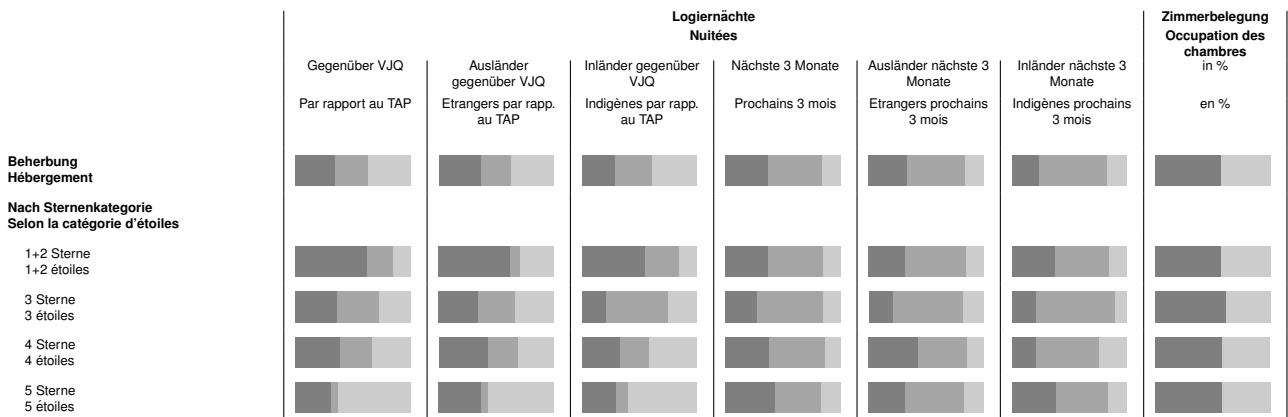 Logiernächte
Nuitées
Zimmerbelegung
Occupation des
chambres
Gegenüber VJQ
Ausländer
gegenüber VJQ
Inländer gegenüber
VJQ
Nächste 3 Monate
Ausländer nächste 3
Monate
Inländer nächste 3
Monate
in %
Par rapport au TAP
Etrangers par rapp.
au TAP
Indigènes par rapp.
au TAP
Prochains 3 mois
Etrangers prochains
3 mois
Indigènes prochains
3 mois
en %
Beherbung
Hébergement
Nach Sternenkategorie
Selon la catégorie d'étoiles
1+2 Sterne
1+2 étoiles
3 Sterne
3 étoiles
4 Sterne
4 étoiles
5 Sterne
5 étoiles